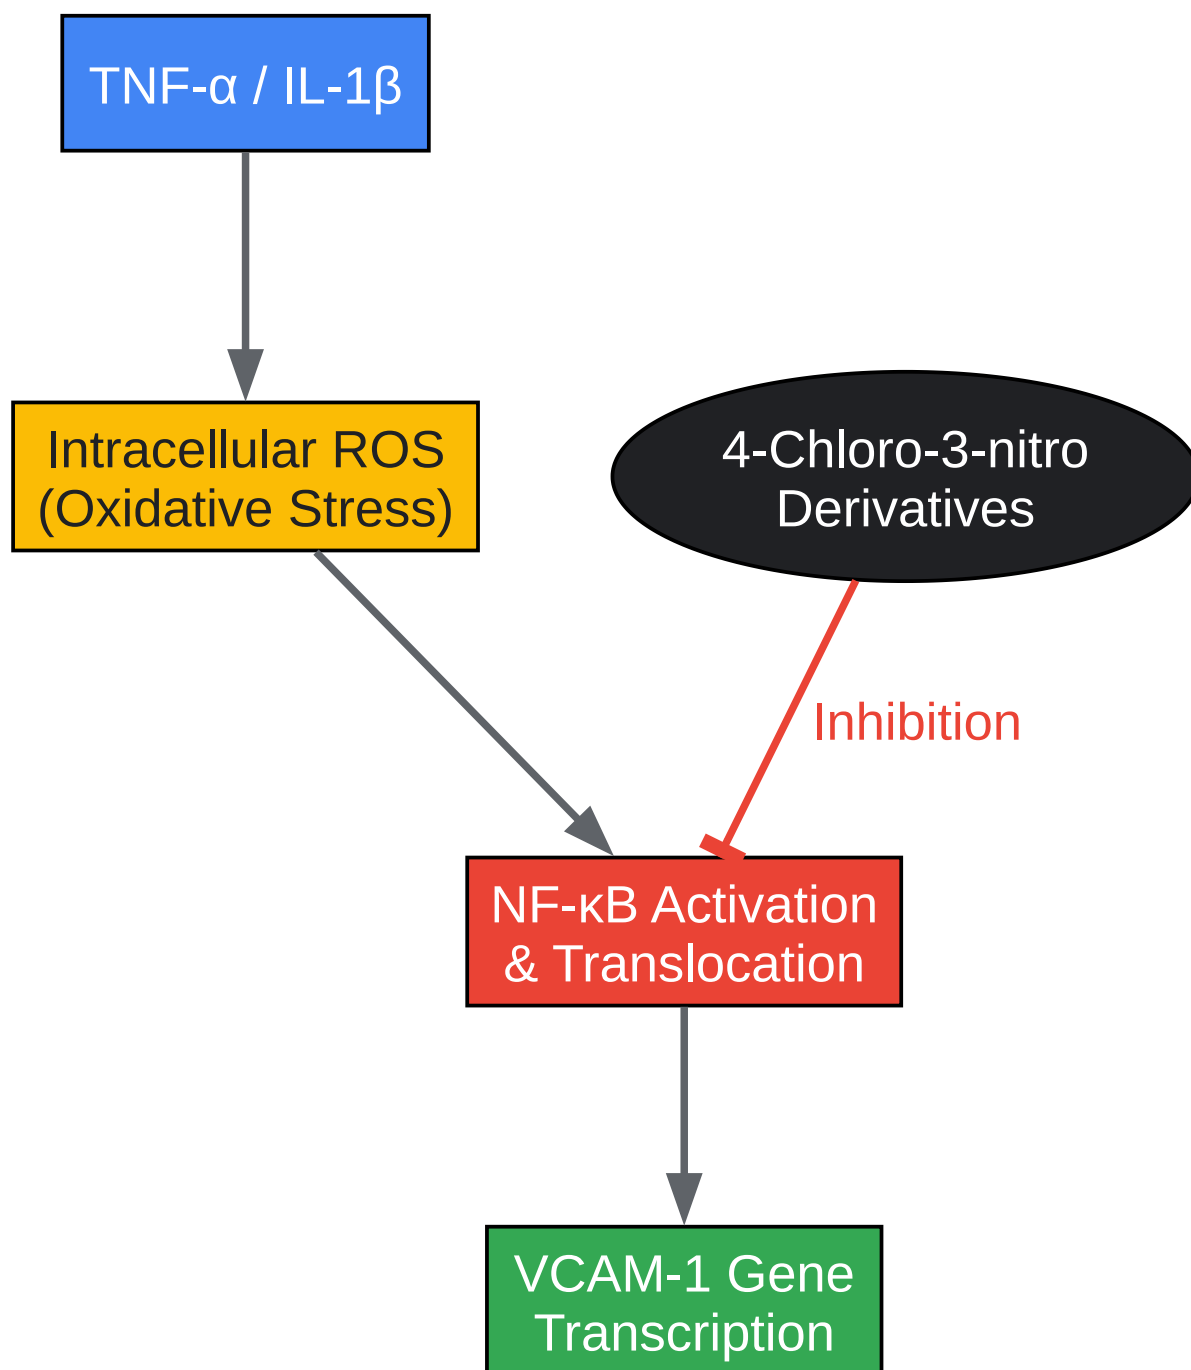 TNF-α / IL-1β
Intracellular ROS
(Oxidative Stress)
4-Chloro-3-nitro
Derivatives
Inhibition
NF-κB Activation
& Translocation
VCAM-1 Gene
Transcription